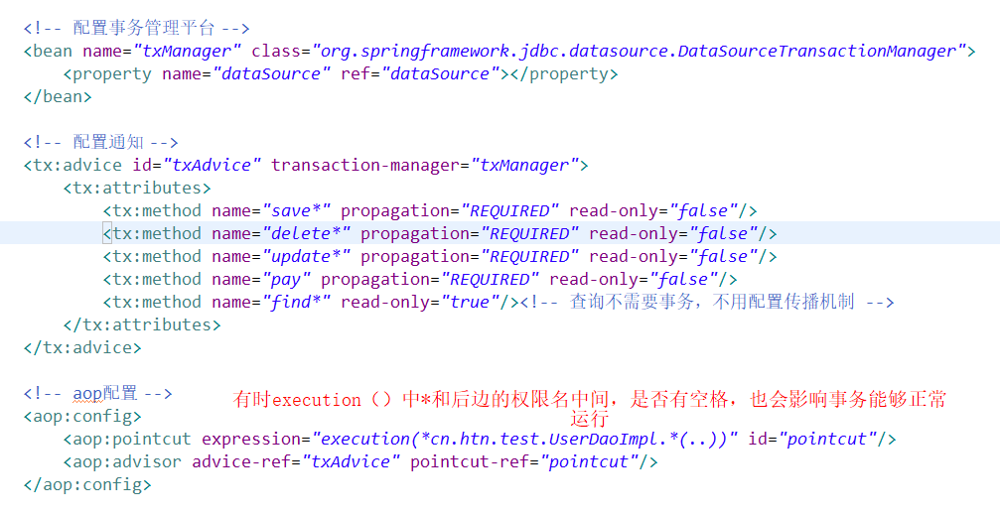 <!-- 配置事务管理平台 -->
<bean name="txManager" class="org.springframework.jdbc.datasource.DataSourceTransactionManager">
    <property name="dataSource" ref="dataSource"></property>
</bean>
<!-- 配置通知 -->
<tx:advice id="txAdvice" transaction-manager="txManager">
    <tx:attributes>
        <tx:method name="save*" propagation="REQUIRED" read-only="false"/>
        <tx:method name="delete*" propagation="REQUIRED" read-only="false"/>
        <tx:method name="update*" propagation="REQUIRED" read-only="false"/>
        <tx:method name="pay" propagation="REQUIRED" read-only="false"/>
        <tx:method name="find*" read-only="true"/><!-- 查询不需要事务，不用配置传播机制 -->
    </tx:attributes>
</tx:advice>
<!-- aop配置 -->
有时execution（）中*和后边的权限名中间，是否有空格，也会影响事务能够正常
运行
<aop:config>
    <aop:pointcut expression="execution(*cn.htn.test.UserDaoImpl.*(..))" id="pointcut"/>
    <aop:advisor advice-ref="txAdvice" pointcut-ref="pointcut"/>
</aop:config>